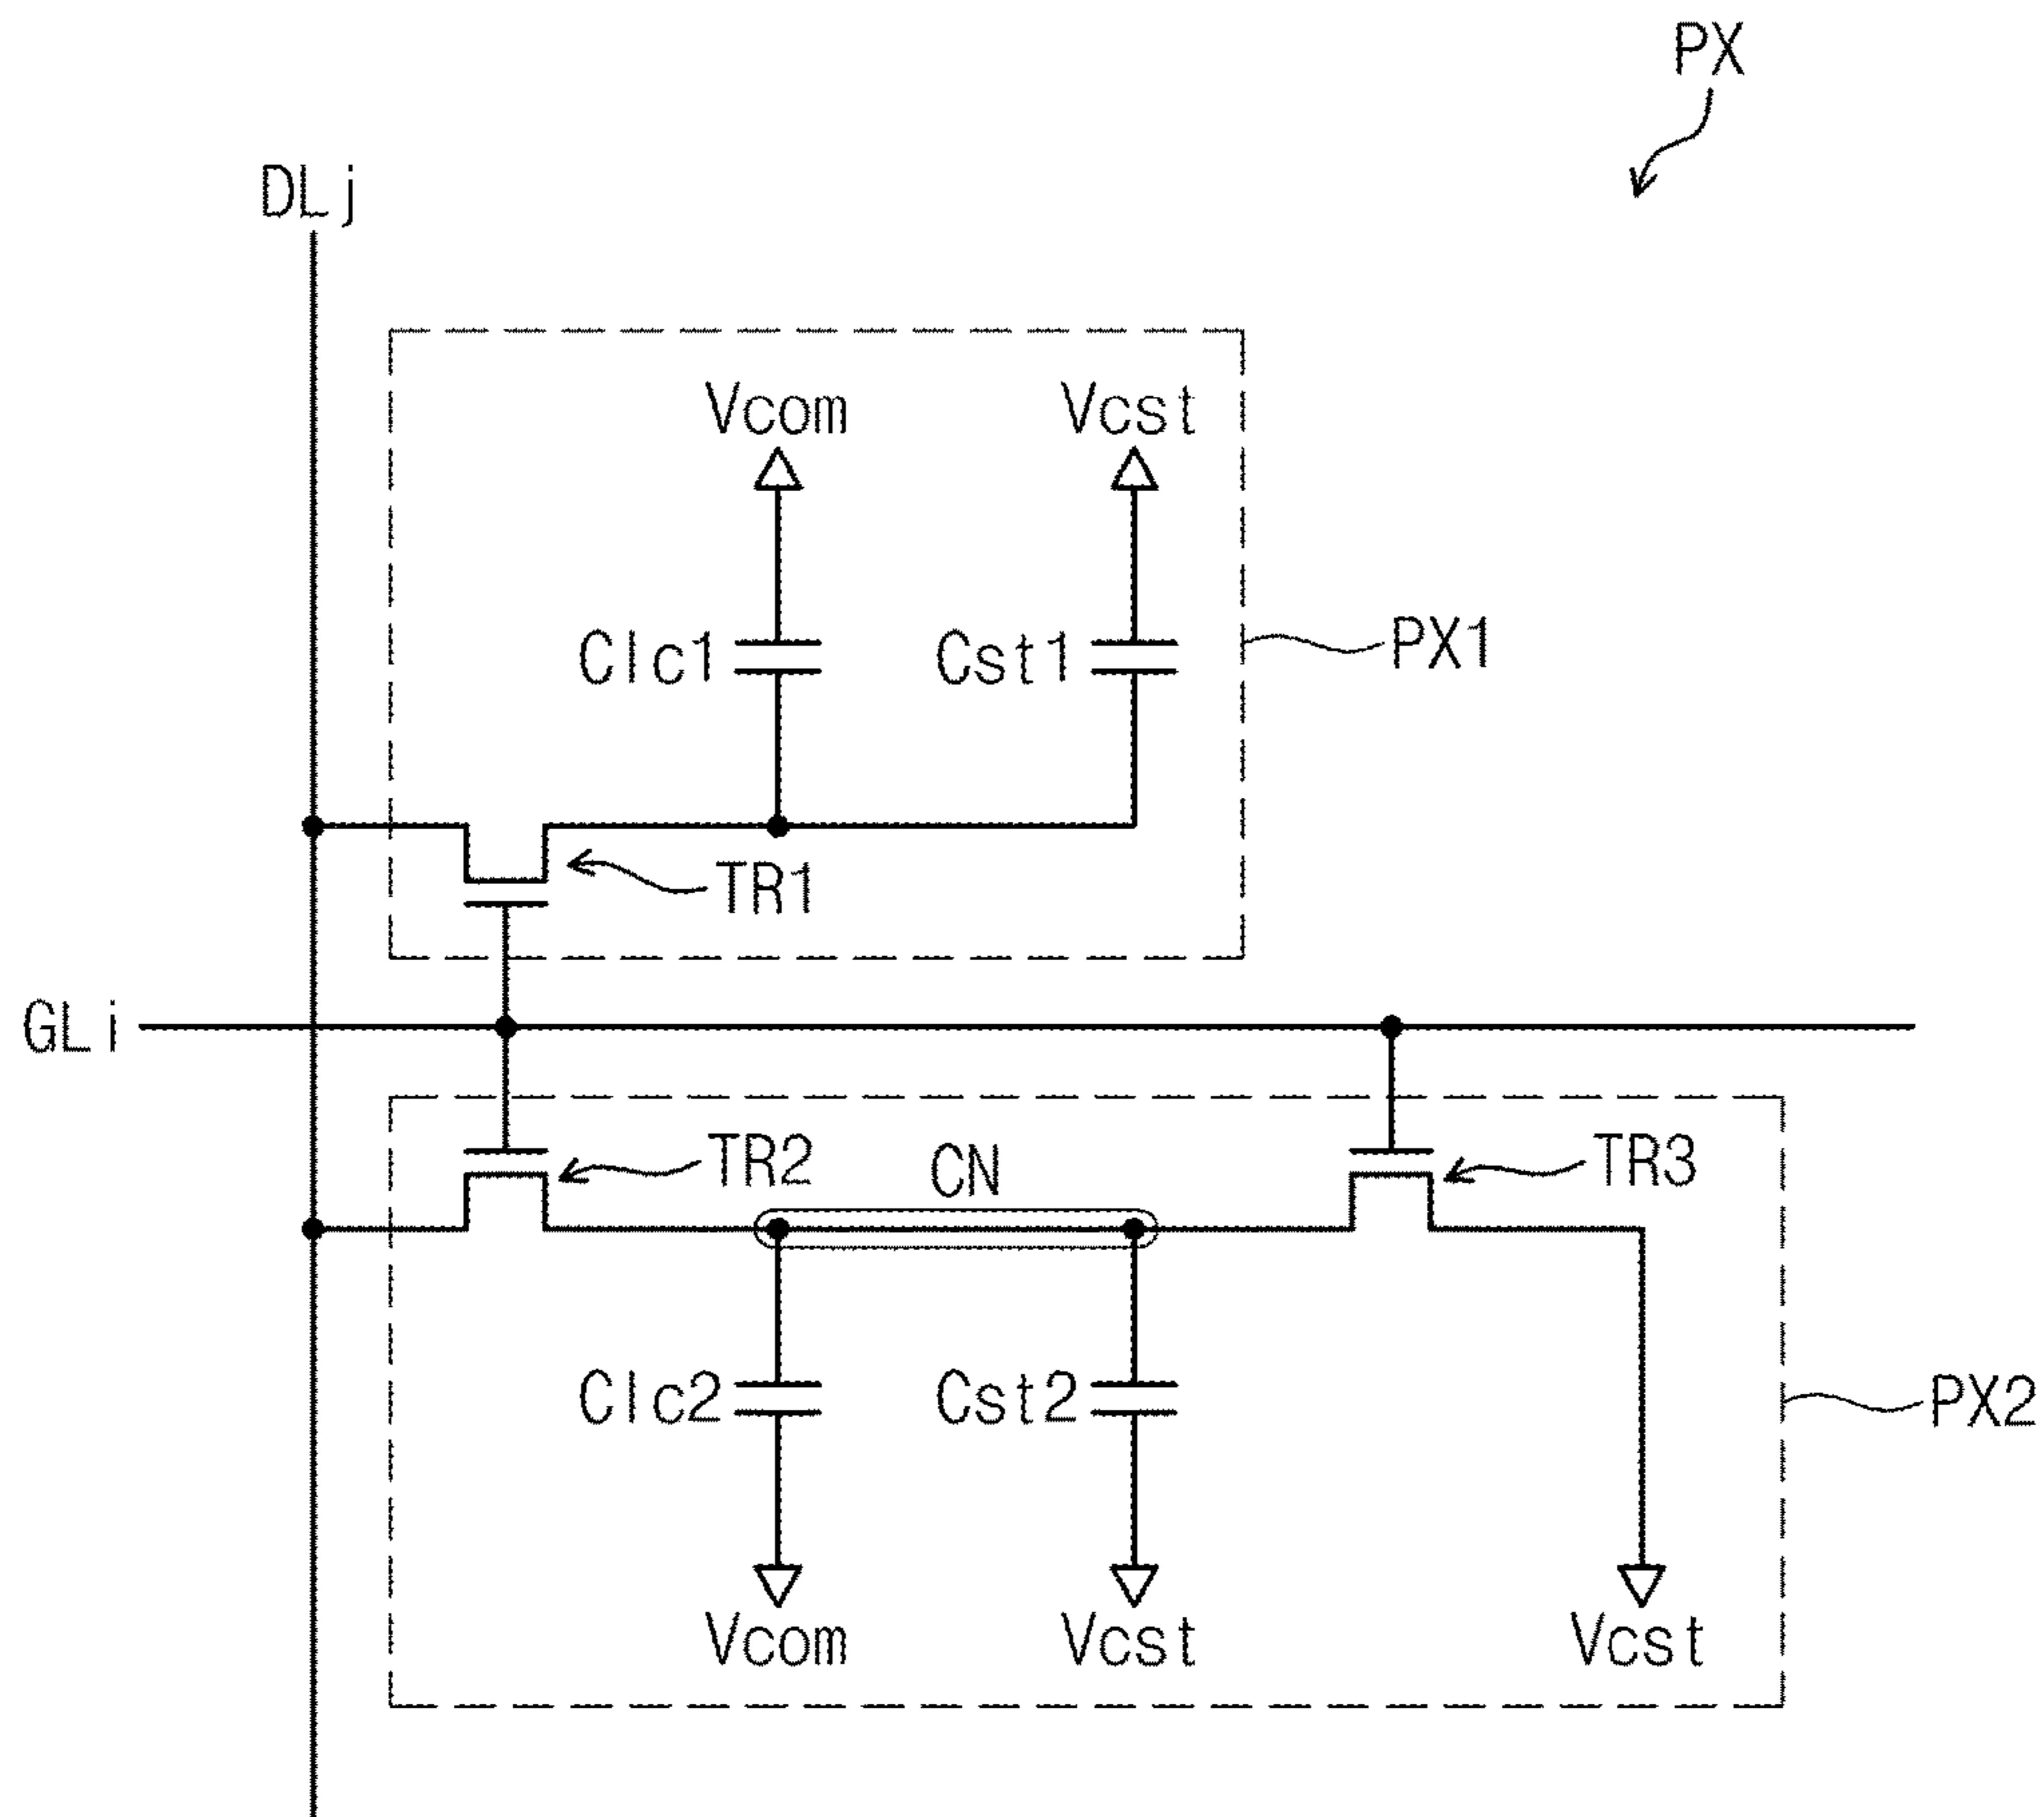 PX
DLj
Vcom
Vcst
Clc1
Cst1
PX1
TR1
GLi
TR2
CN
TR3
Clc2
Cst2
PX2
Vcom
Vcst
Vcst